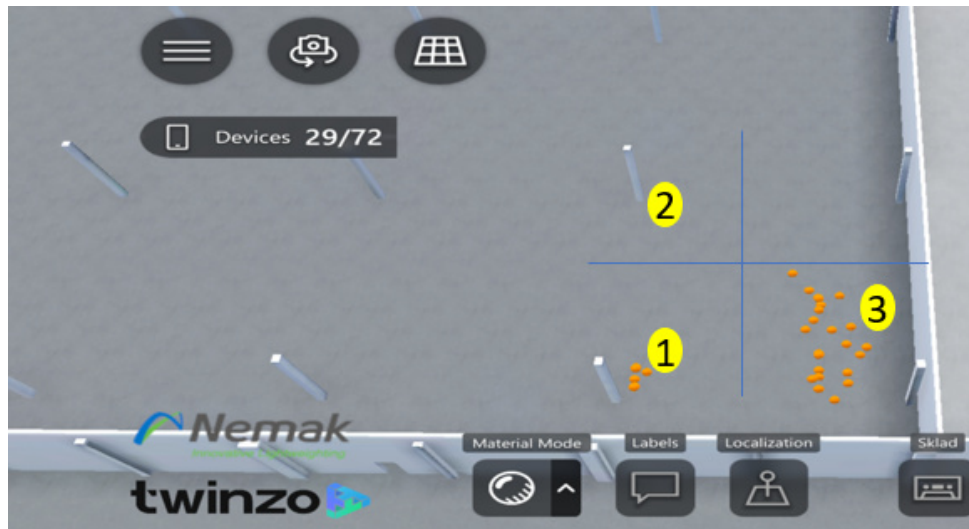 Devices 29/72
2
3
1
Nemak
Material Mode
Labels
Localization
Sklad
twinzo